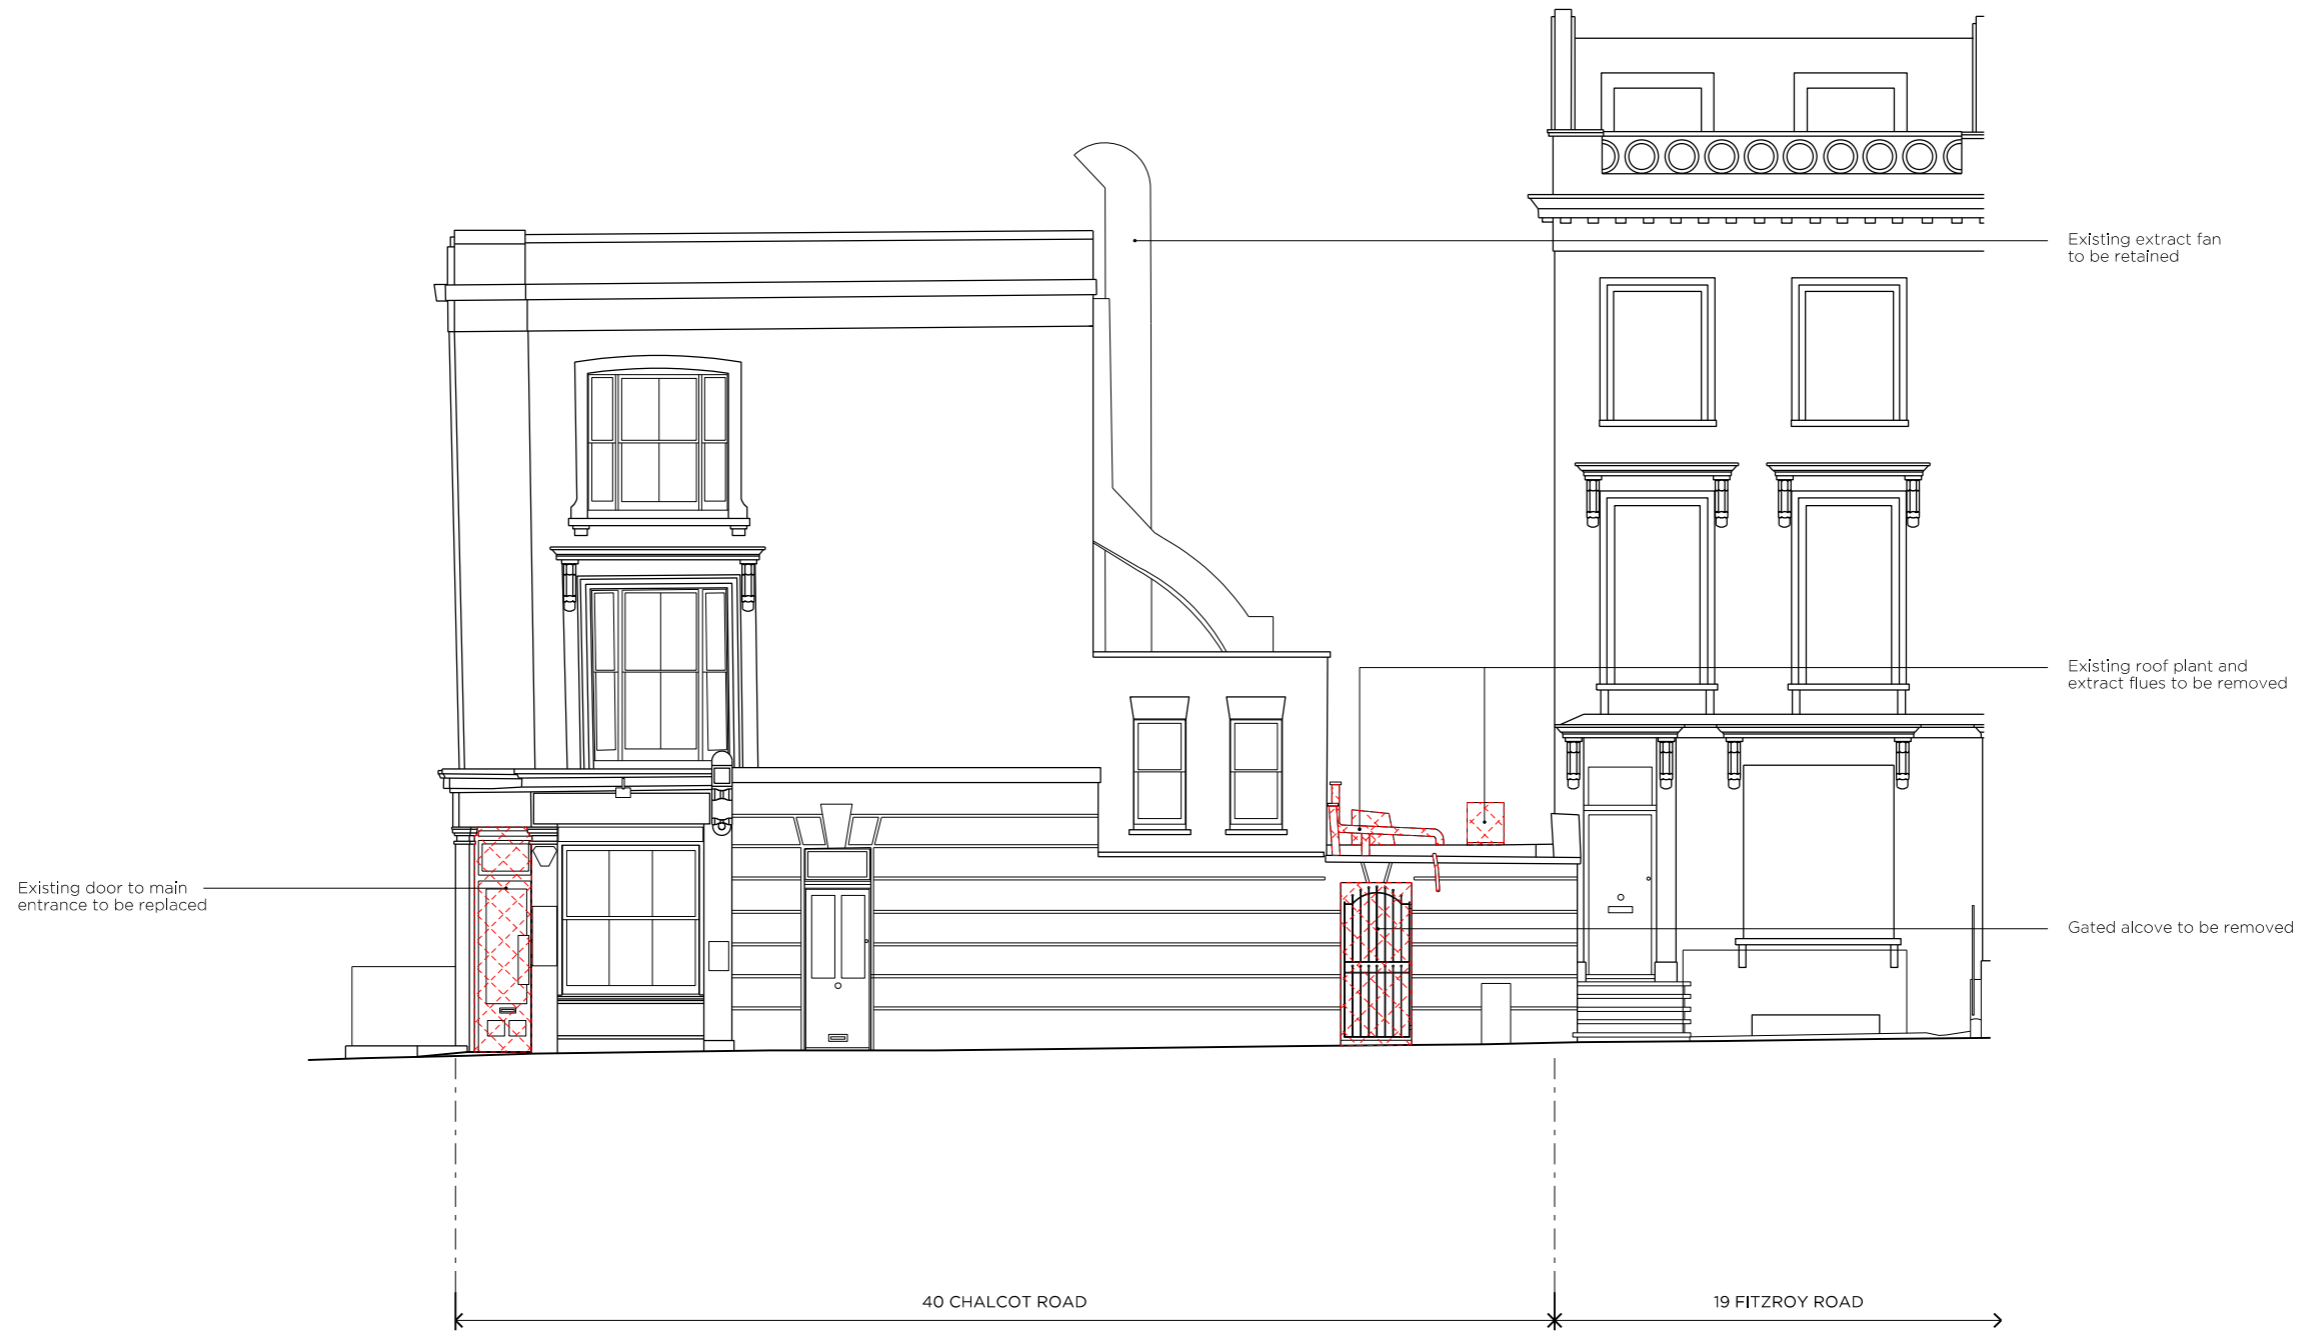 Existing extract fan
to be retained
Existing roof plant and
extract flues to be removed
Existing door to main
entrance to be replaced
Gated alcove to be removed
40 CHALCOT ROAD
19 FITZROY ROAD